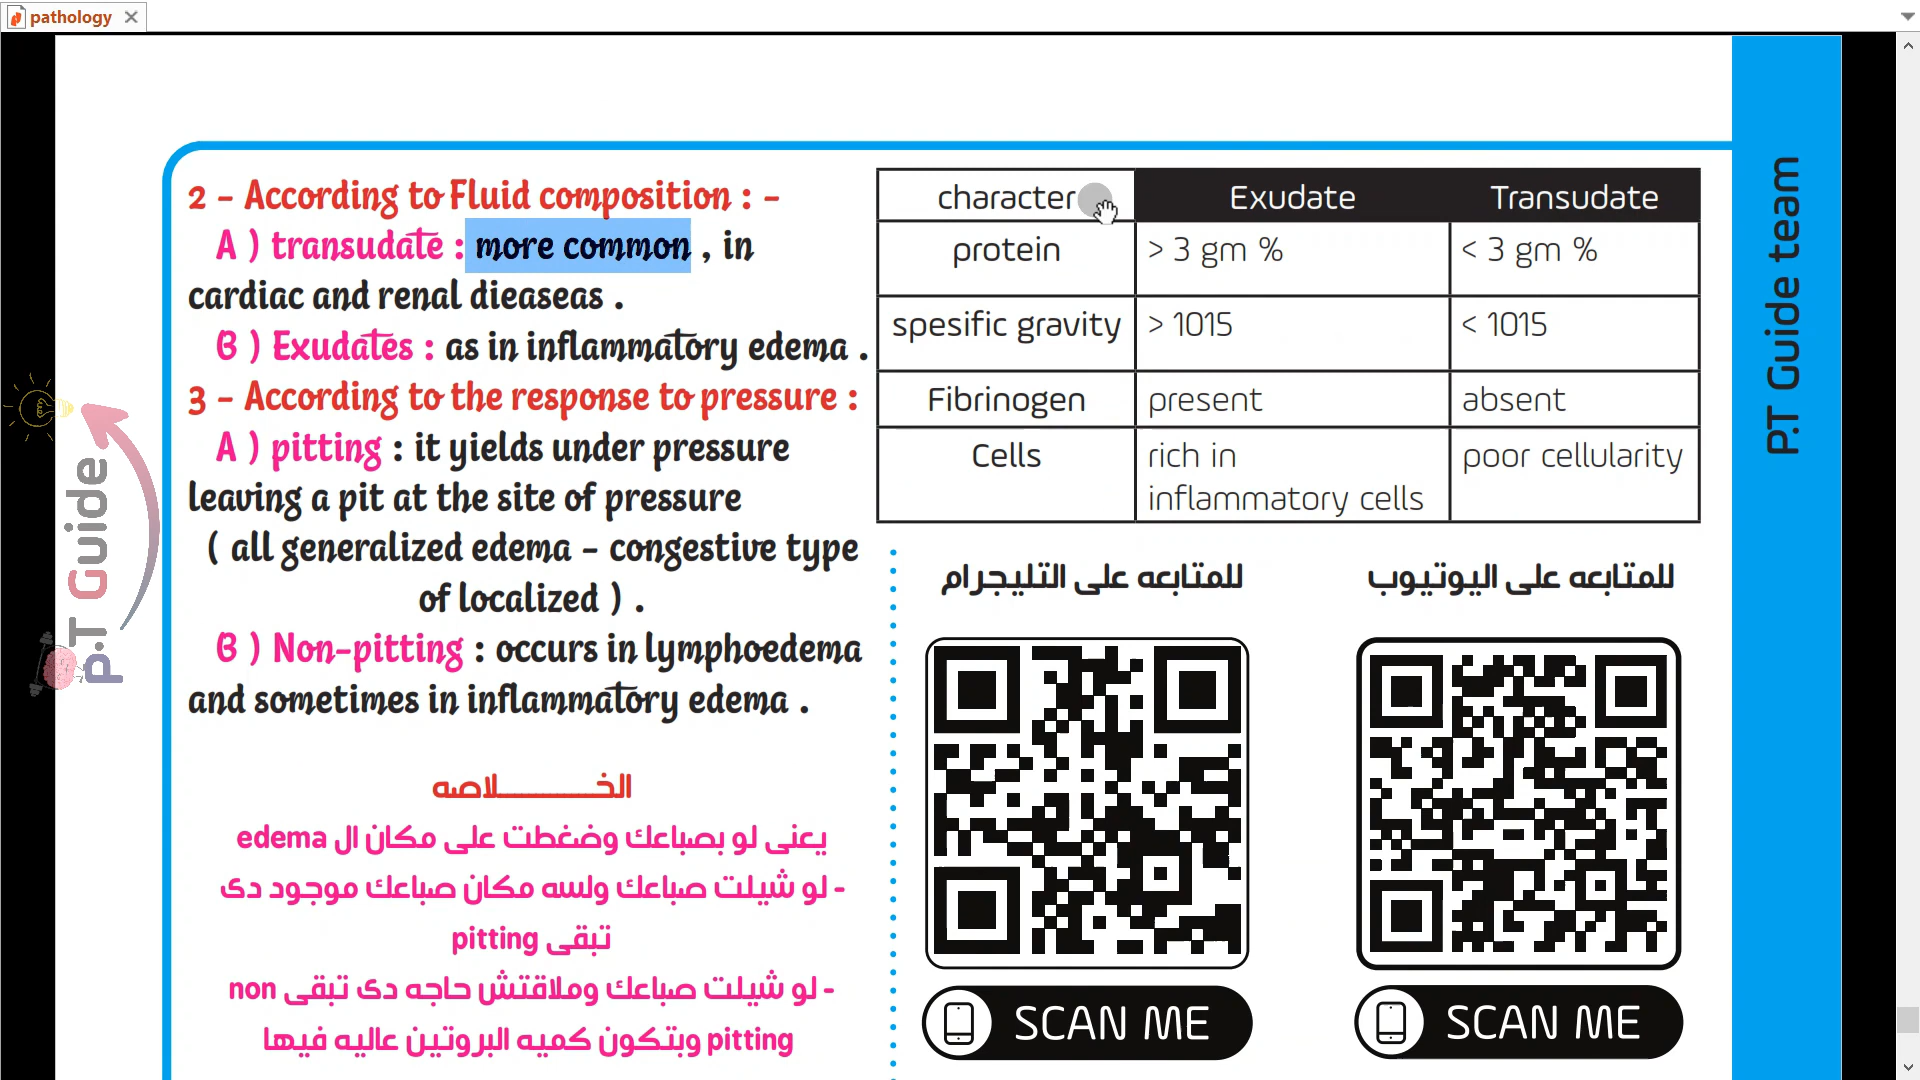 pathology
2 - According to Fluid composition : -
A ) transudate : more common , in
cardiac and renal dieaseas .
B ) Exudates : as in inflammatory edema .
3 - According to the response to pressure :
A ) pitting : it yields under pressure
leaving a pit at the site of pressure
( all generalized edema - congestive type
of localized ) .
B ) Non-pitting : occurs in lymphoedema
and sometimes in inflammatory edema .
الخـــــــــــلاصه
يعنى لو بصباعك وضغطت على مكان ال edema
- لو شيلت صباعك ولسه مكان صباعك موجود دى
تبقى pitting
- لو شيلت صباعك وملاقتش حاجه دى تبقى non
pitting وبتكون كميه البروتين عاليه فيها
character Exudate Transudate
protein > 3 gm % < 3 gm %
spesific gravity > 1015 < 1015
Fibrinogen present absent
Cells rich in poor cellularity
inflammatory cells
للمتابعه على التليجرام
للمتابعه على اليوتيوب
SCAN ME
SCAN ME
P.T Guide team
P.T Guide